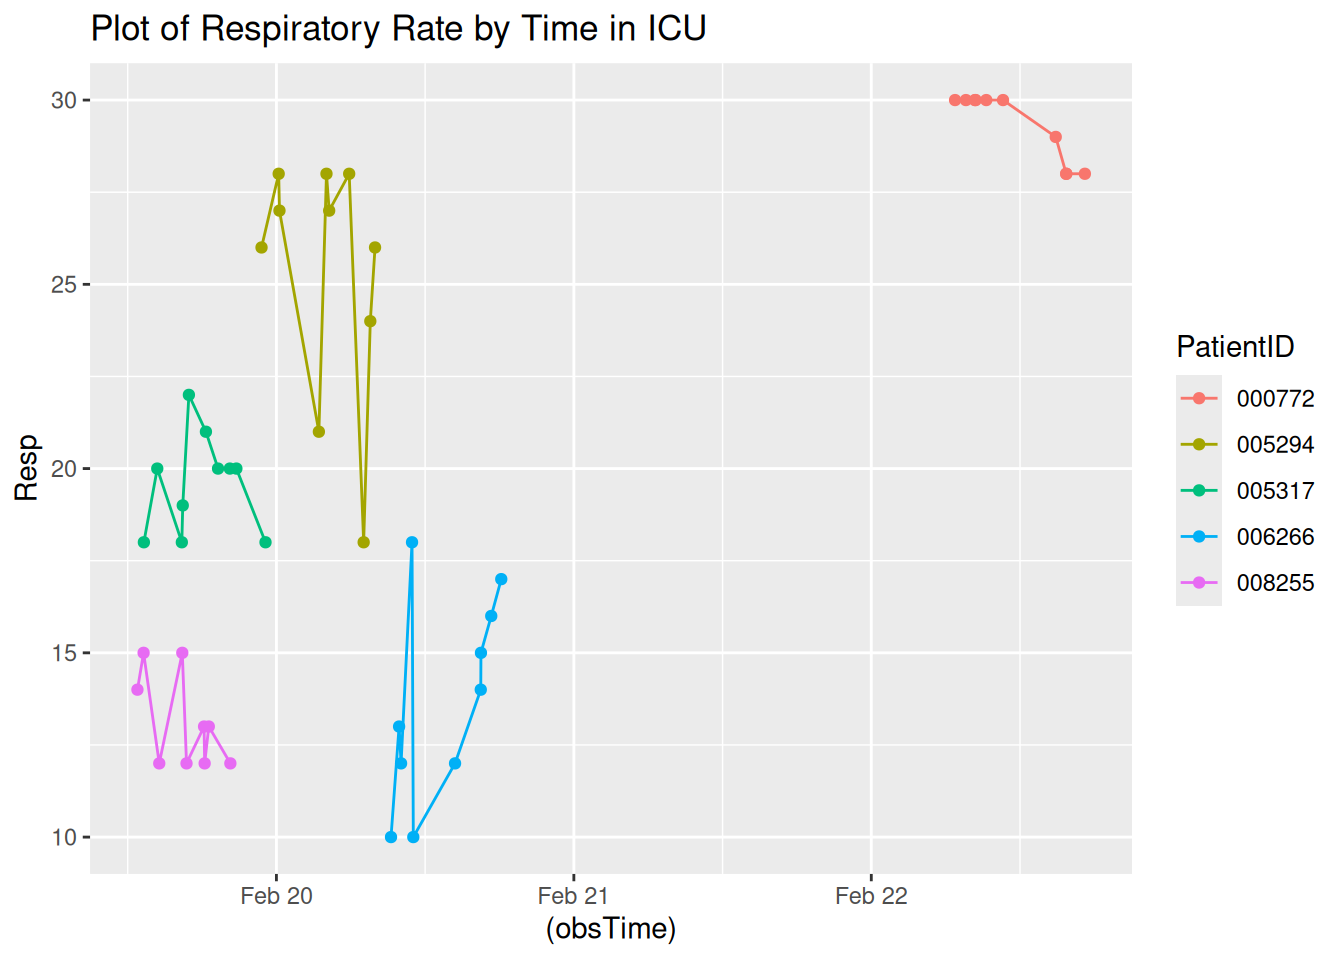 Plot of Respiratory Rate by Time in ICU
30
25
20
15
10
Resp
Feb 20
Feb 21
Feb 22
(obsTime)
PatientID
000772
005294
005317
006266
008255